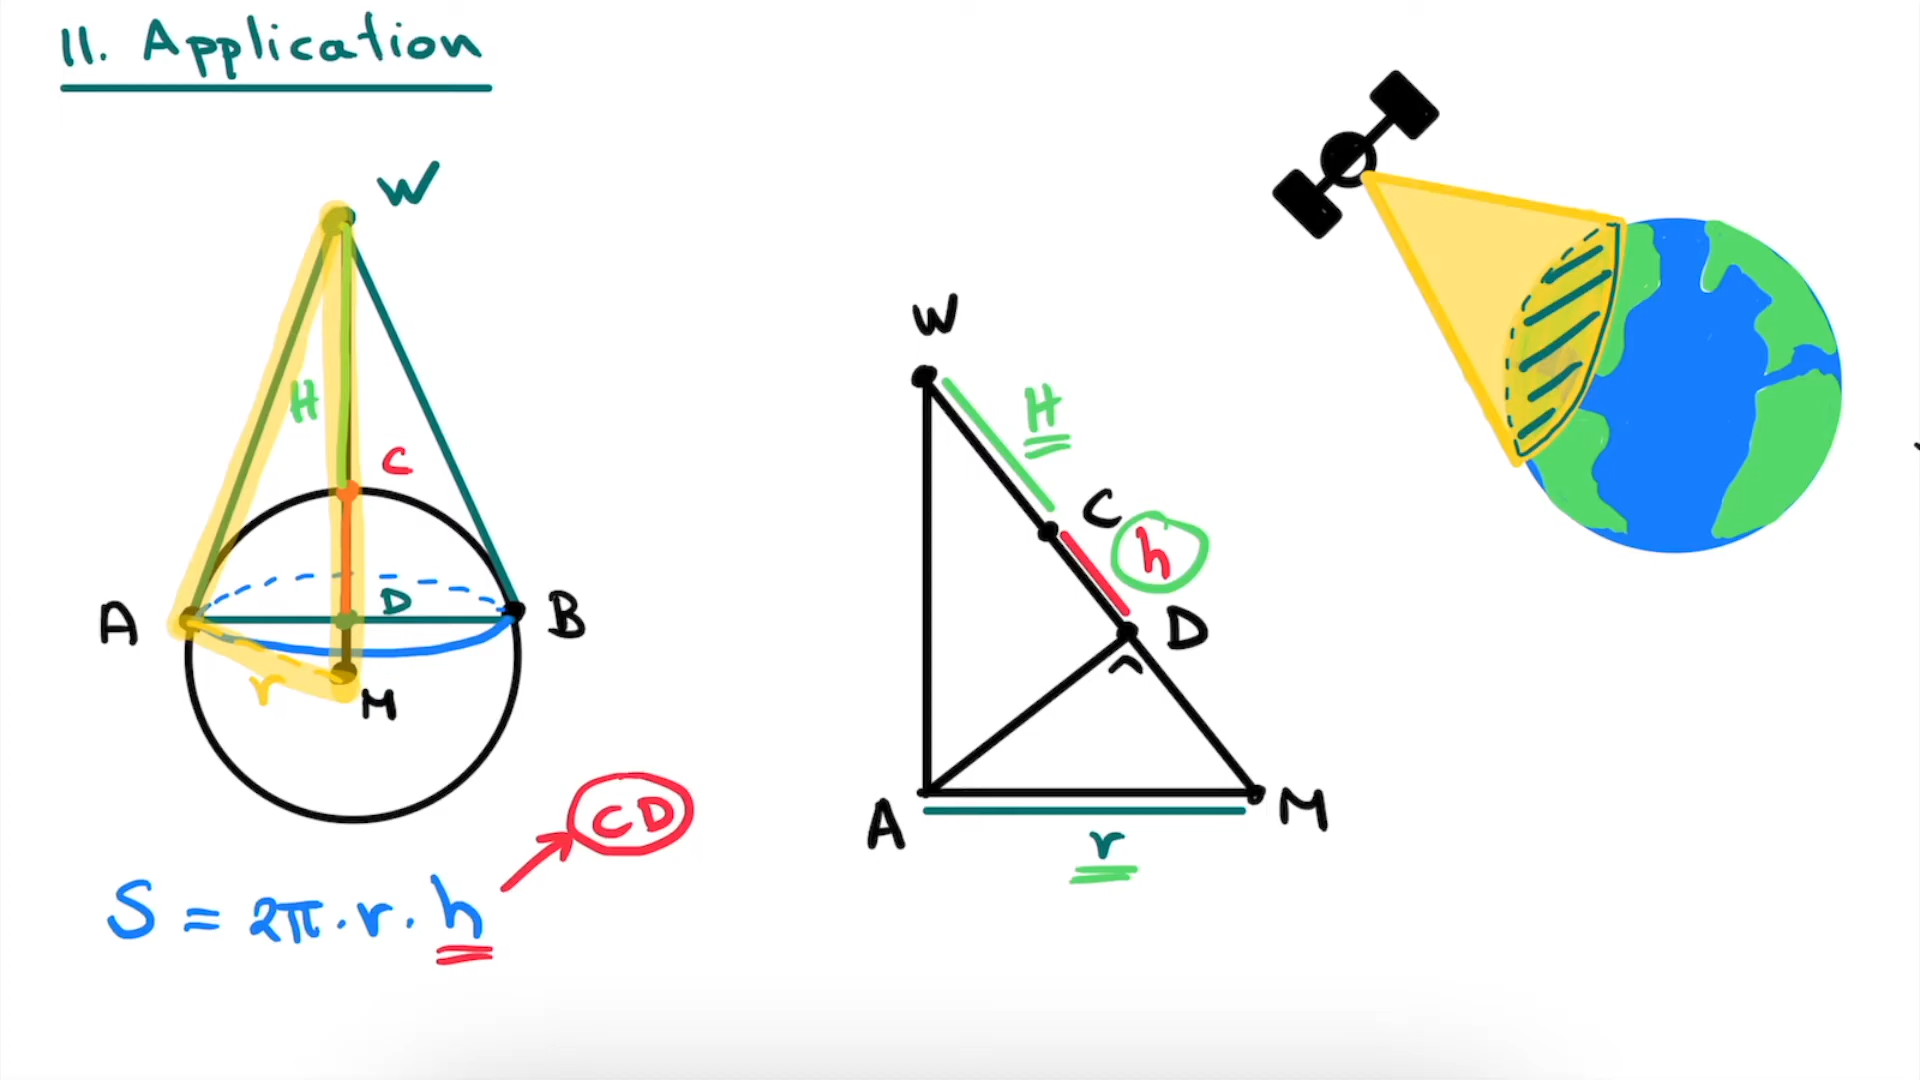 II. Application
W
H
C
D
A
B
r
M
CD
S = 2π · r · h
W
H
C
h
D
A
M
r